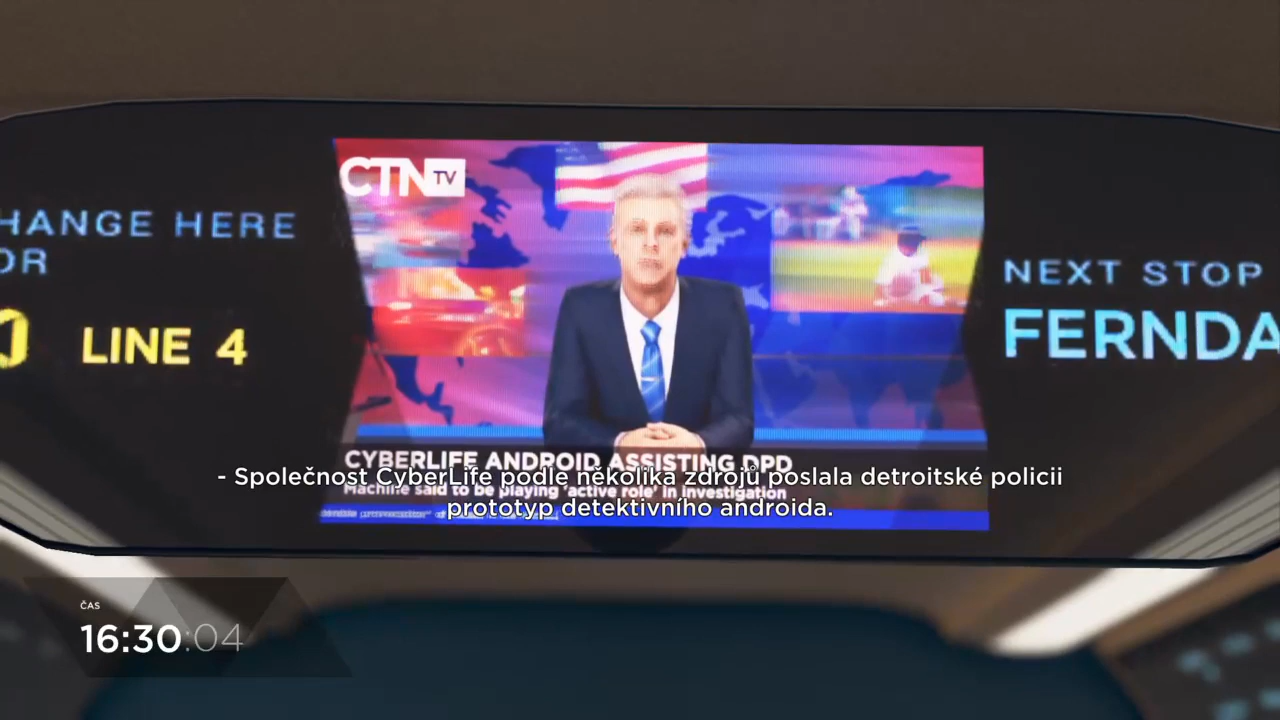 CTN TV
HANGE HERE
OR
LINE 4
NEXT STOP
FERNDA
CYBERLIFE ANDROID ASSISTING DPD
Machine said to be playing 'active role' in investigation
- Společnost CyberLife podle několika zdrojů poslala detroitské policii
prototyp detektivního androida.
ČAS
16:30:04